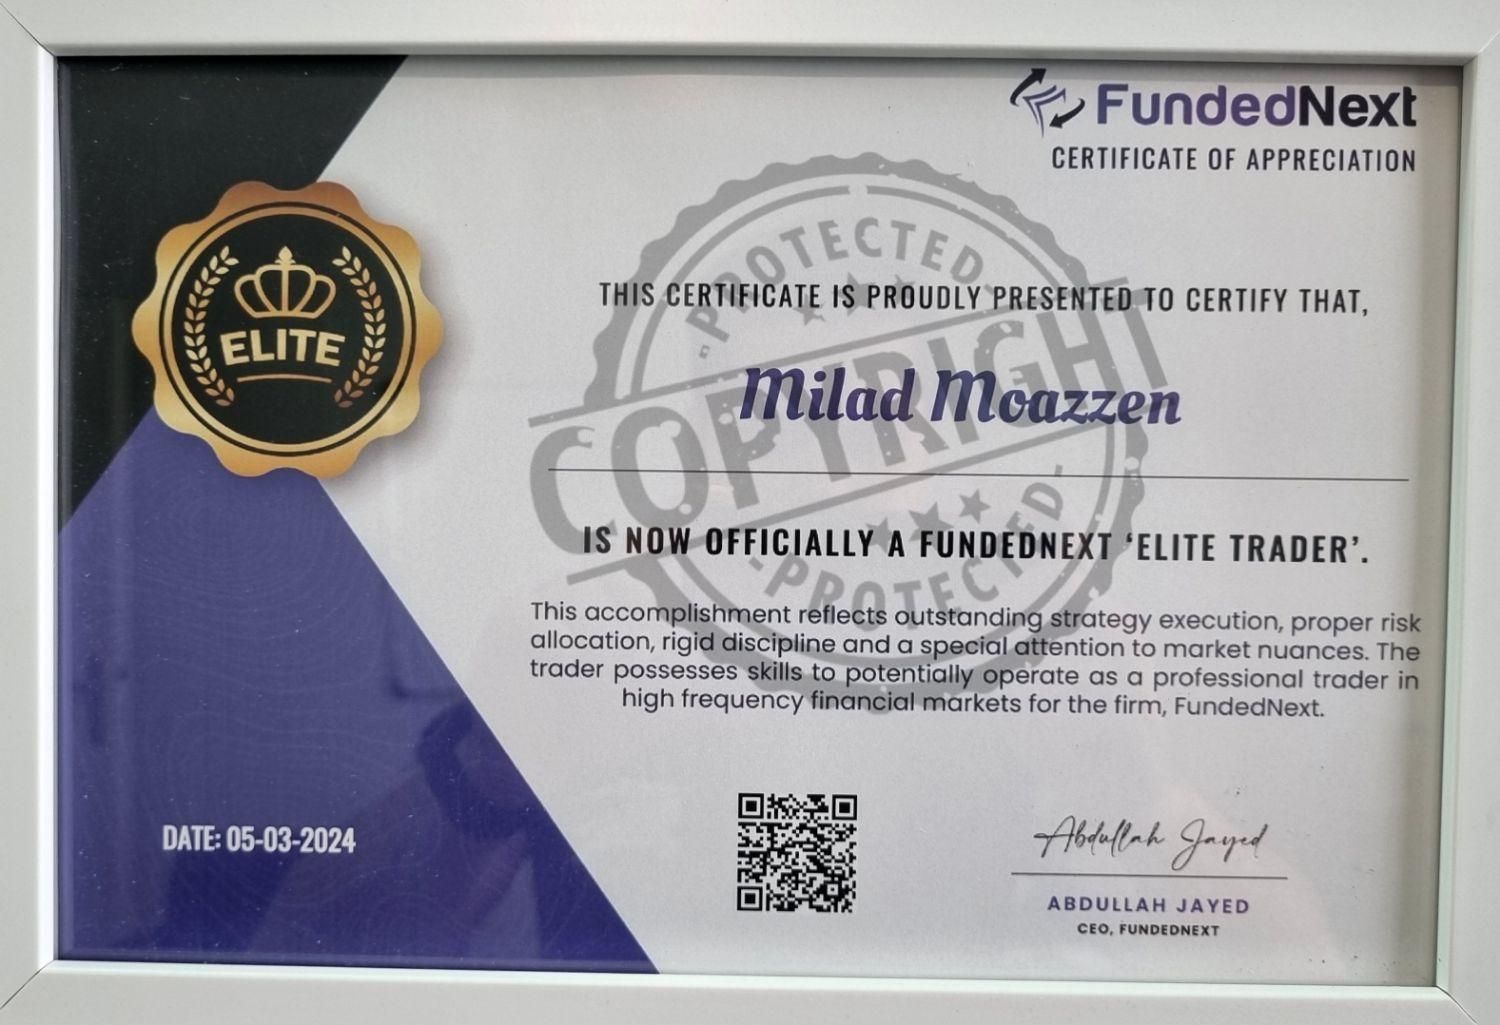 FundedNext
CERTIFICATE OF APPRECIATION
ELITE
THIS CERTIFICATE IS PROUDLY PRESENTED TO CERTIFY THAT,
Milad Moazzen
IS NOW OFFICIALLY A FUNDEDNEXT ‘ELITE TRADER’.
This accomplishment reflects outstanding strategy execution, proper risk
allocation, rigid discipline and a special attention to market nuances. The
trader possesses skills to potentially operate as a professional trader in
high frequency financial markets for the firm, FundedNext.
DATE: 05-03-2024
Abdullah Jayed
ABDULLAH JAYED
CEO, FUNDEDNEXT
-PROTECTED-
COPYRIGHT
-PROTECTED-